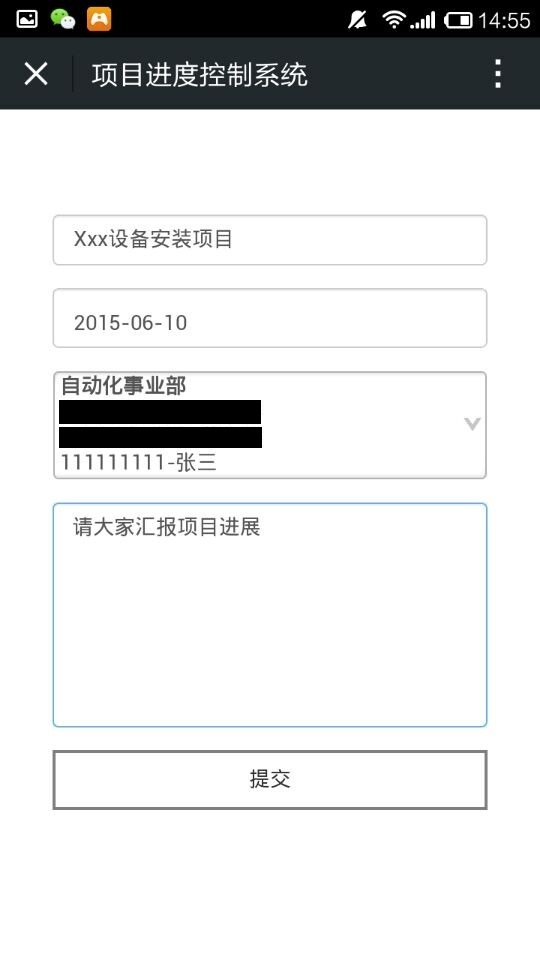 14:55
项目进度控制系统
Xxx设备安装项目
2015-06-10
自动化事业部
111111111-张三
请大家汇报项目进展
提交